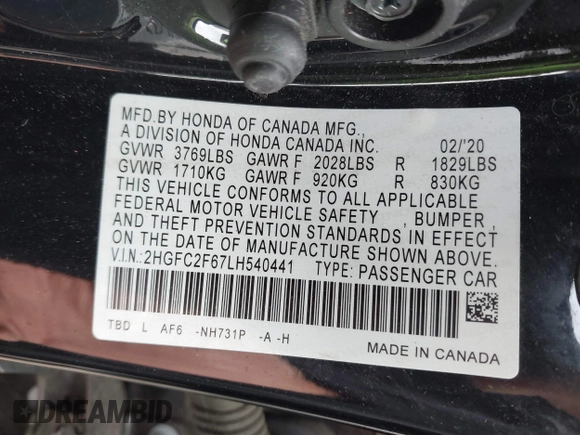 MFD.BY HONDA OF CANADA MFG.,
A DIVISION OF HONDA CANADA INC. 02/'20
GVWR 3769LBS GAWR F 2028LBS R 1829LBS
GVWR 1710KG GAWR F 920KG R 830KG
THIS VEHICLE CONFORMS TO ALL APPLICABLE
FEDERAL MOTOR VEHICLE SAFETY , BUMPER ,
AND THEFT PREVENTION STANDARDS IN EFFECT
ON THE DATE OF MANUFACTURE SHOWN ABOVE.
V.I.N.:2HGFC2F67LH540441 TYPE: PASSENGER CAR
TBD L AF6 -NH731P -A -H
MADE IN CANADA
DREAMBID